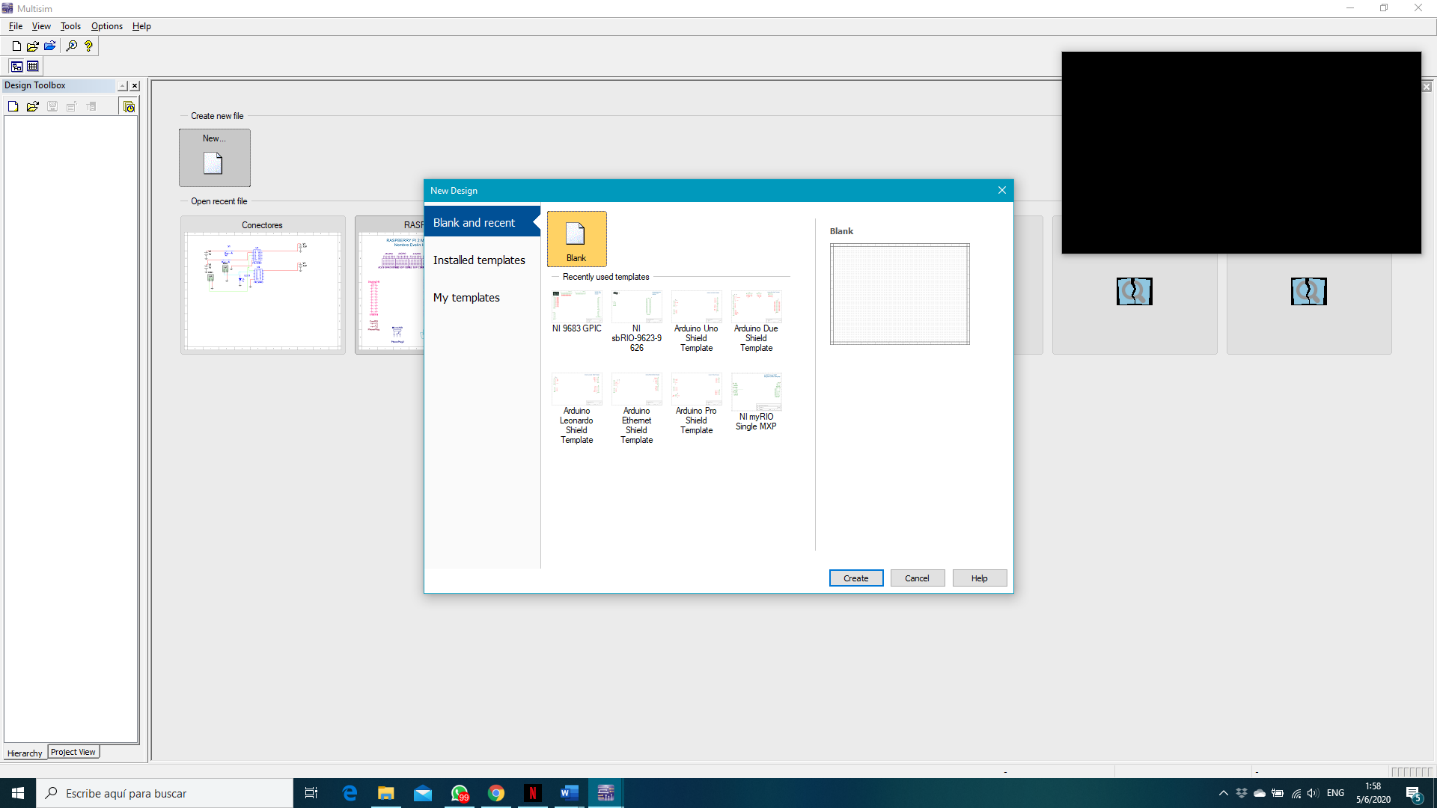 Multisim
File View Tools Options Help
Design Toolbox
Create new file
New...
Open recent file
Conectores
RASP
New Design
Blank and recent
Installed templates
My templates
Blank
Recently used templates
NI 9683 GPIC
NI
sbRIO-9623-9
626
Arduino Uno
Shield
Template
Arduino Due
Shield
Template
Arduino
Leonardo
Shield
Template
Arduino
Ethernet
Shield
Template
Arduino Pro
Shield
Template
NI myRIO
Single MXP
Blank
Create Cancel Help
Hierarchy Project View
Escribe aquí para buscar
99
ENG
1:58
5/6/2020
5